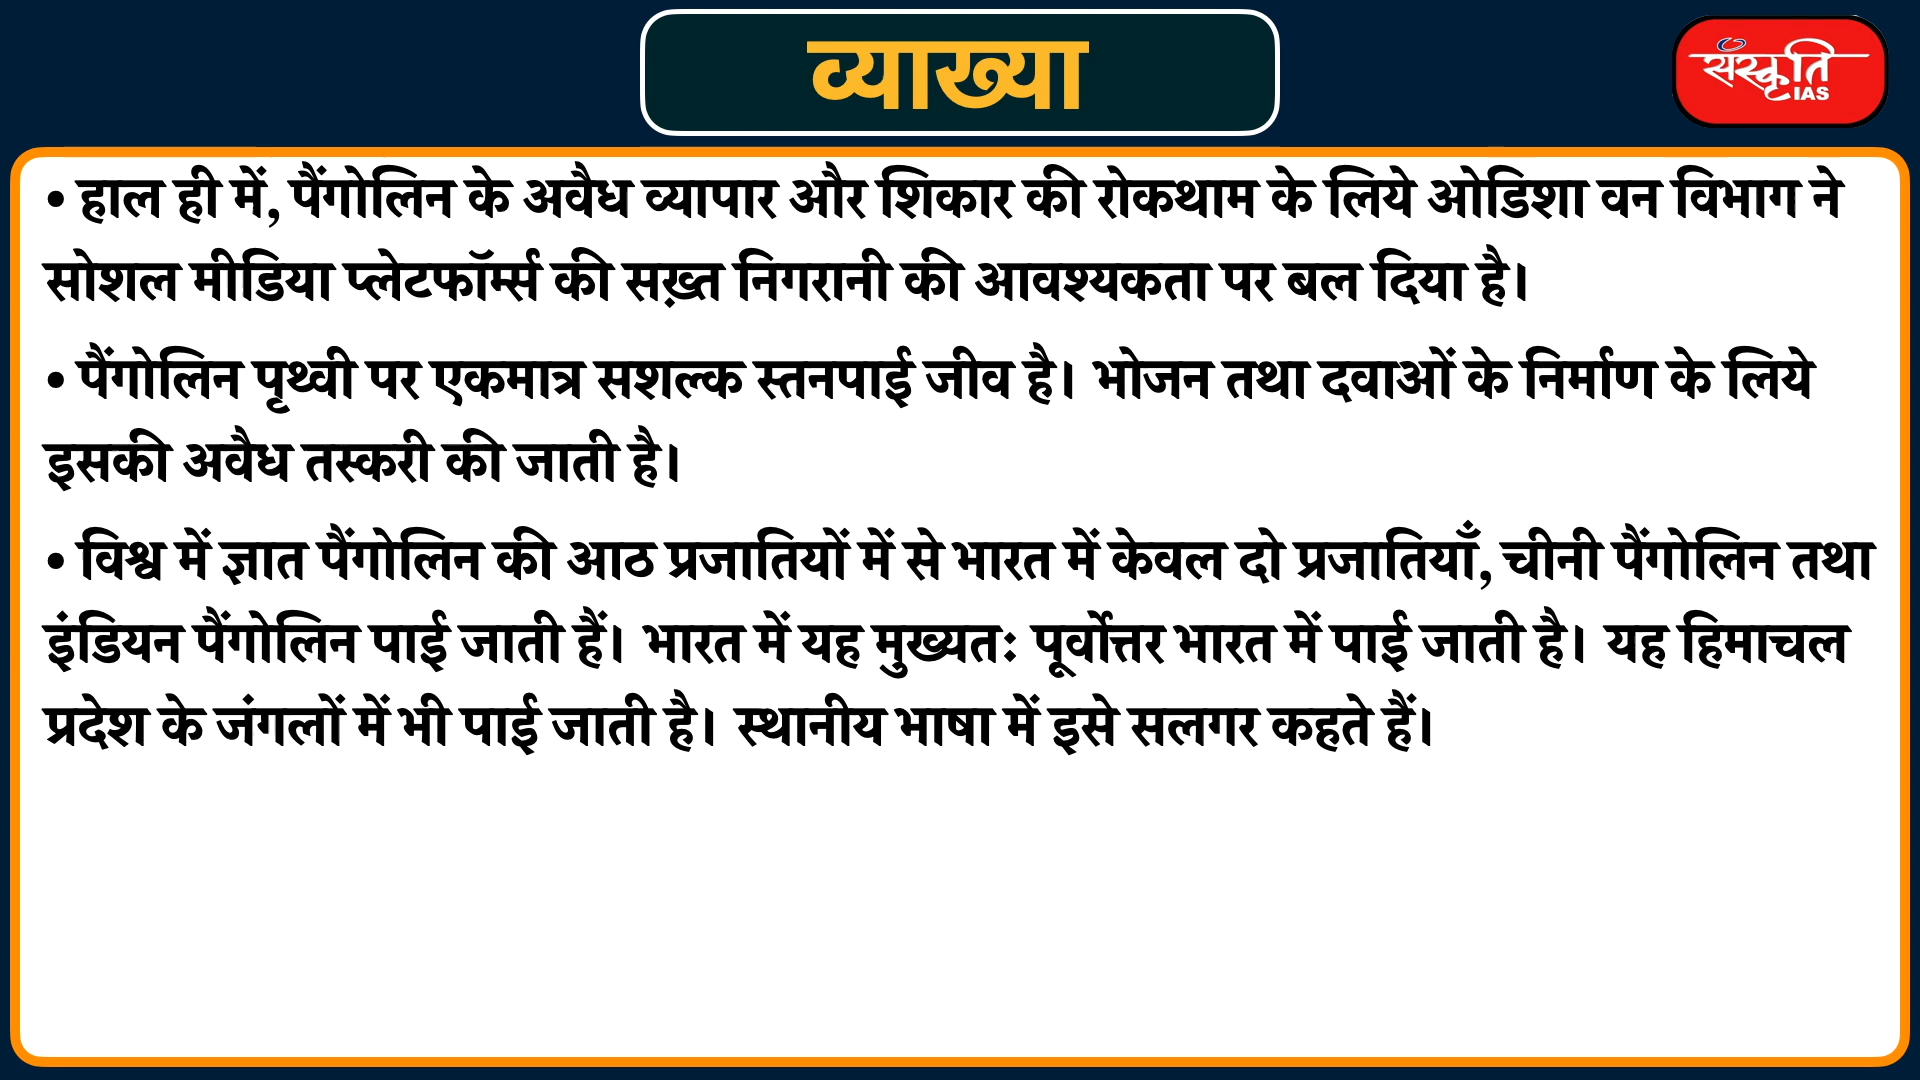 व्याख्या
संस्कृति
IAS
• हाल ही में, पैंगोलिन के अवैध व्यापार और शिकार की रोकथाम के लिये ओडिशा वन विभाग ने
सोशल मीडिया प्लेटफॉर्म्स की सख़्त निगरानी की आवश्यकता पर बल दिया है।
• पैंगोलिन पृथ्वी पर एकमात्र सशल्क स्तनपाई जीव है। भोजन तथा दवाओं के निर्माण के लिये
इसकी अवैध तस्करी की जाती है।
• विश्व में ज्ञात पैंगोलिन की आठ प्रजातियों में से भारत में केवल दो प्रजातियाँ, चीनी पैंगोलिन तथा
इंडियन पैंगोलिन पाई जाती हैं। भारत में यह मुख्यतः पूर्वोत्तर भारत में पाई जाती है। यह हिमाचल
प्रदेश के जंगलों में भी पाई जाती है। स्थानीय भाषा में इसे सलगर कहते हैं।